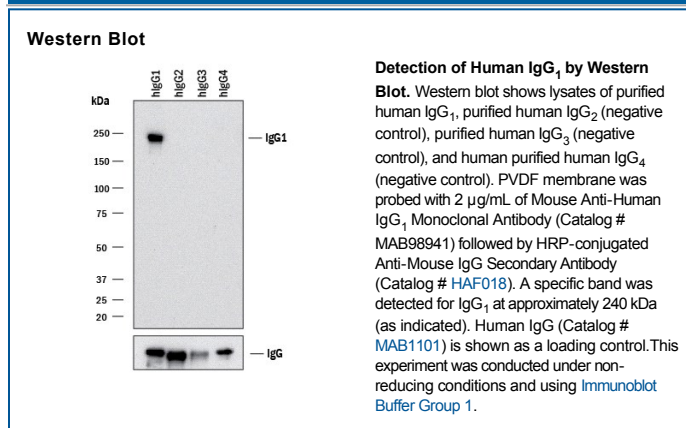 Western Blot
hIgG1 hIgG2 hIgG3 hIgG4
kDa
250
IgG1
150
100
75
50
37
25
20
IgG
Detection of Human IgG1 by Western
Blot. Western blot shows lysates of purified
human IgG1, purified human IgG2 (negative
control), purified human IgG3 (negative
control), and human purified human IgG4
(negative control). PVDF membrane was
probed with 2 µg/mL of Mouse Anti-Human
IgG1 Monoclonal Antibody (Catalog #
MAB98941) followed by HRP-conjugated
Anti-Mouse IgG Secondary Antibody
(Catalog # HAF018). A specific band was
detected for IgG1 at approximately 240 kDa
(as indicated). Human IgG (Catalog #
MAB1101) is shown as a loading control.This
experiment was conducted under non-
reducing conditions and using Immunoblot
Buffer Group 1.